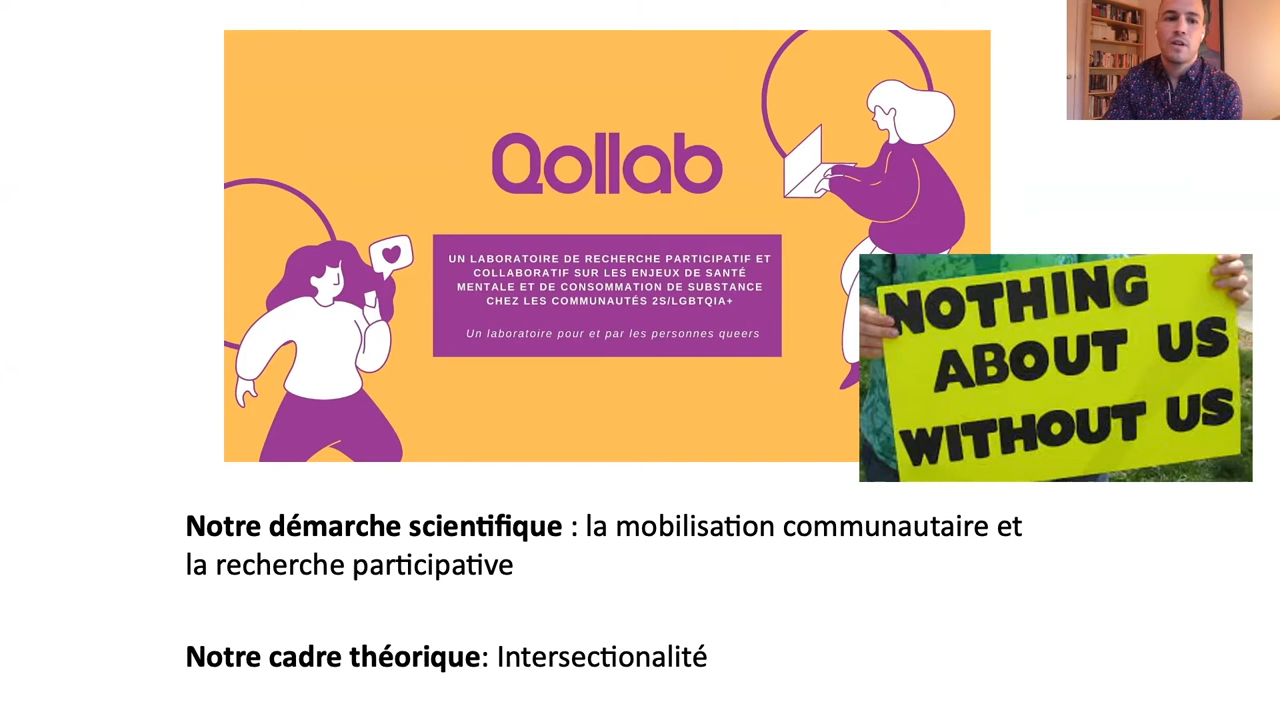 Qollab
UN LABORATOIRE DE RECHERCHE PARTICIPATIF ET
COLLABORATIF SUR LES ENJEUX DE SANTÉ
MENTALE ET DE CONSOMMATION DE SUBSTANCE
CHEZ LES COMMUNAUTÉS 2S/LGBTQIA+
Un laboratoire pour et par les personnes queers
NOTHING
ABOUT US
WITHOUT US
Notre démarche scientifique : la mobilisation communautaire et
la recherche participative
Notre cadre théorique: Intersectionalité